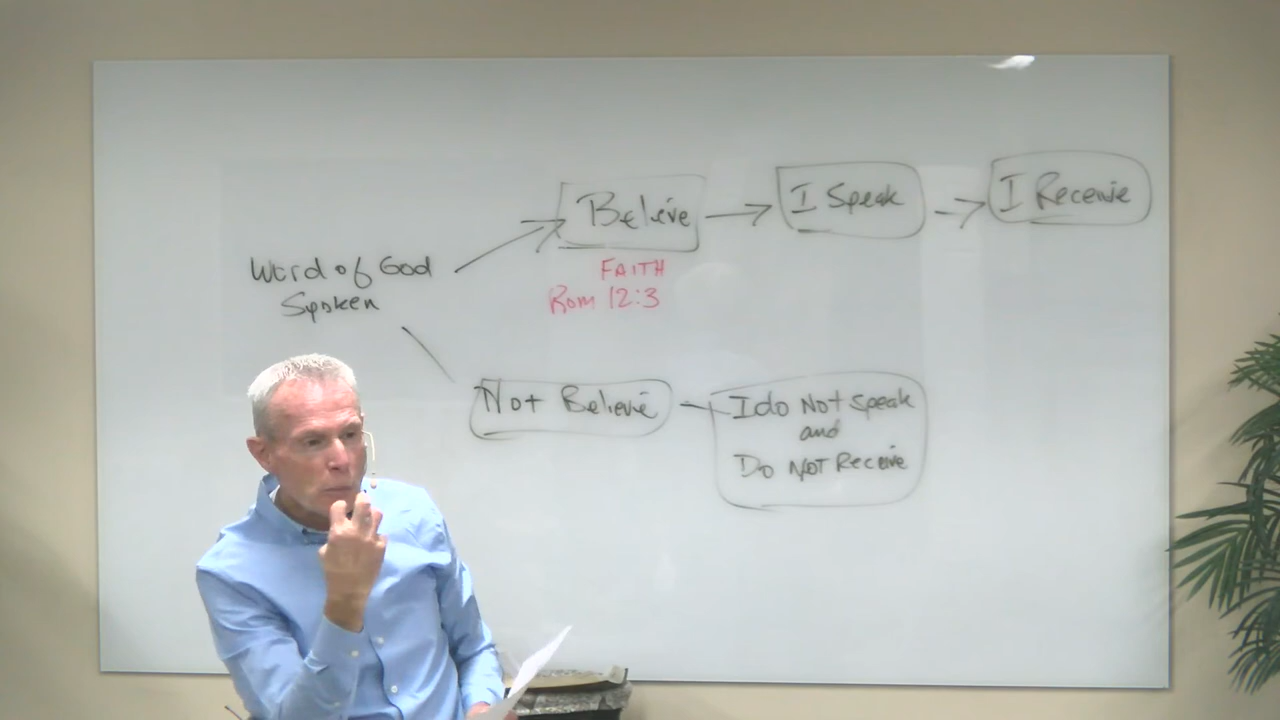 Believe
I Speak
I Receive
Word of God
Spoken
FAITH
Rom 12:3
Not Believe
I do Not Speak
and
Do NOT Receive